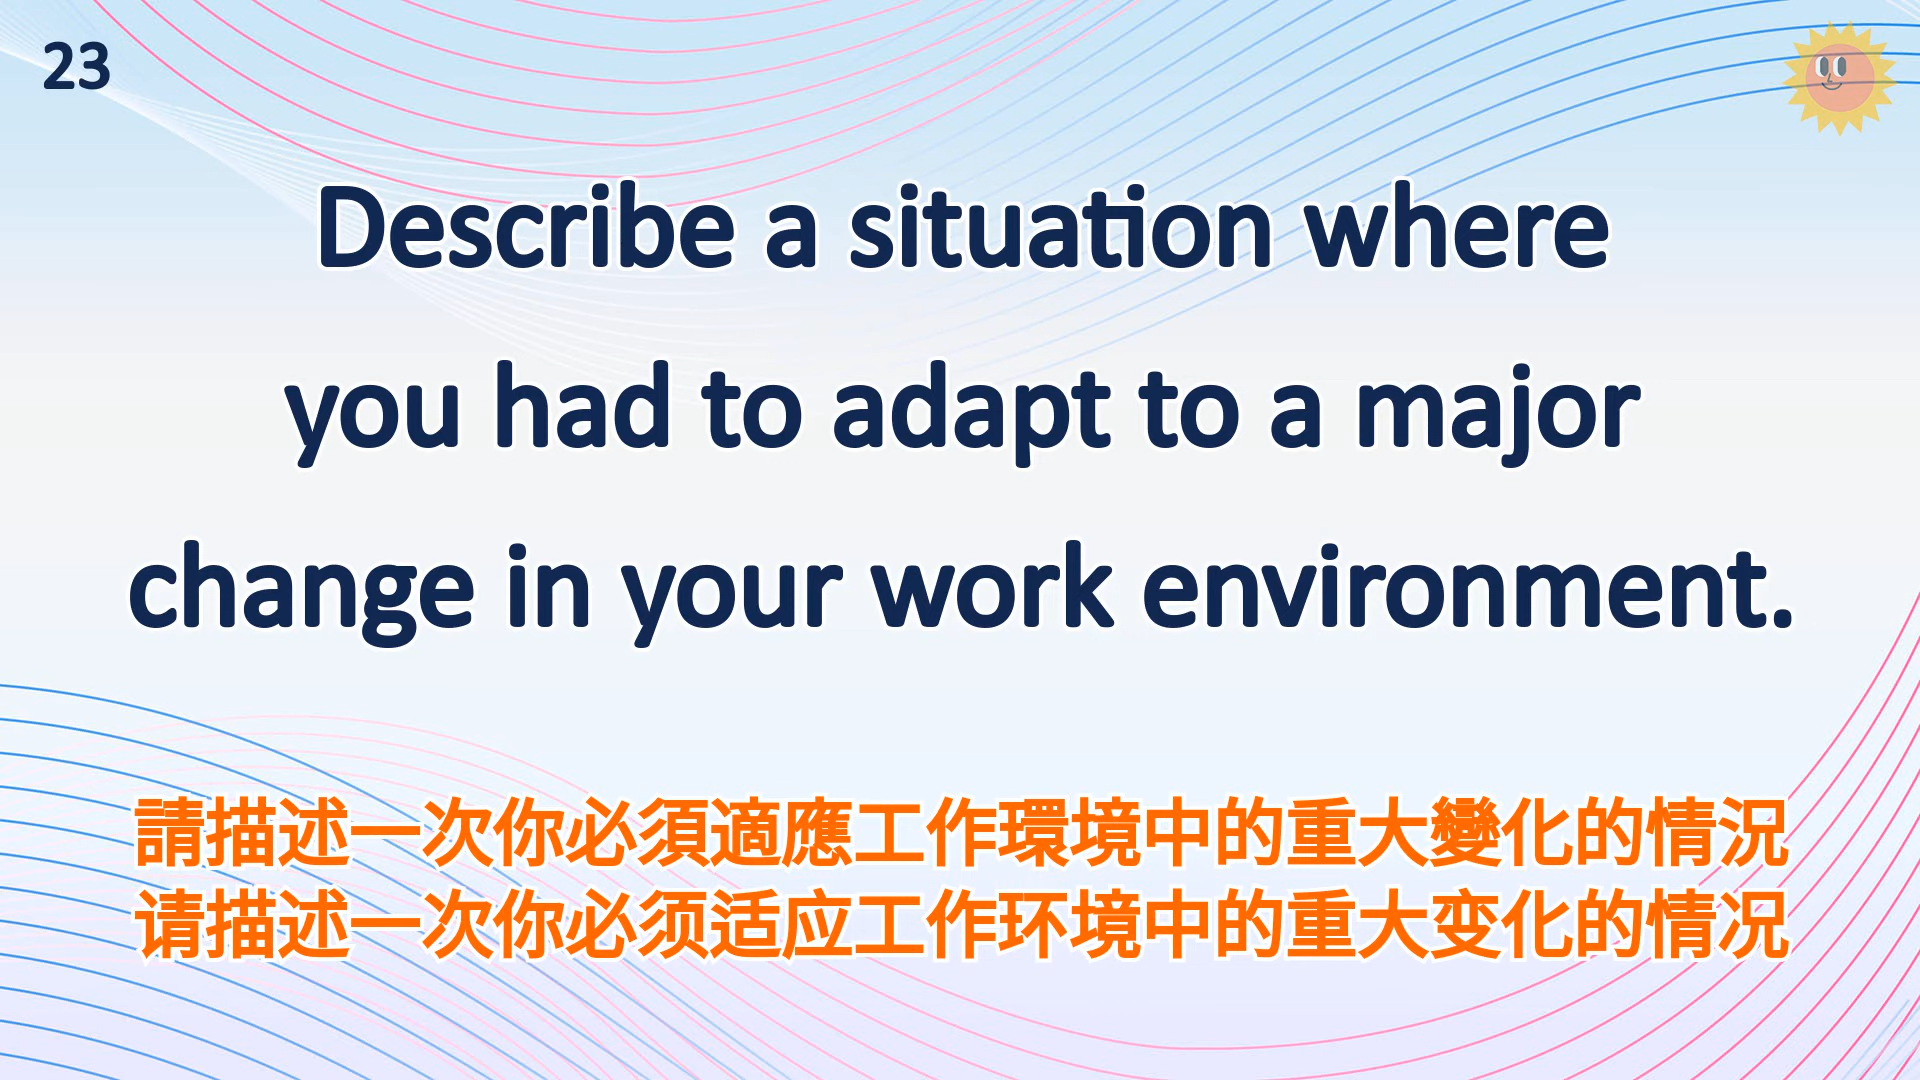 23
Describe a situation where
you had to adapt to a major
change in your work environment.
請描述一次你必須適應工作環境中的重大變化的情況
请描述一次你必须适应工作环境中的重大变化的情况